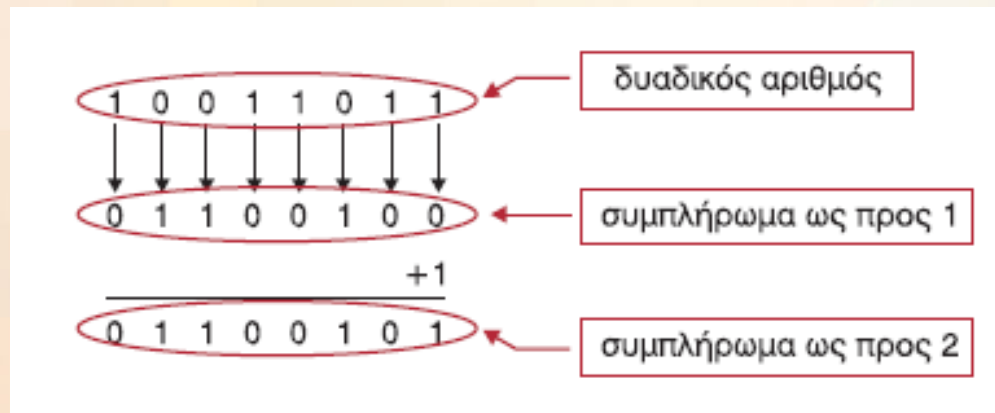 1 0 0 1 1 0 1 1 δυαδικός αριθμός
0 1 1 0 0 1 0 0 συμπλήρωμα ως προς 1
+1
0 1 1 0 0 1 0 1 συμπλήρωμα ως προς 2